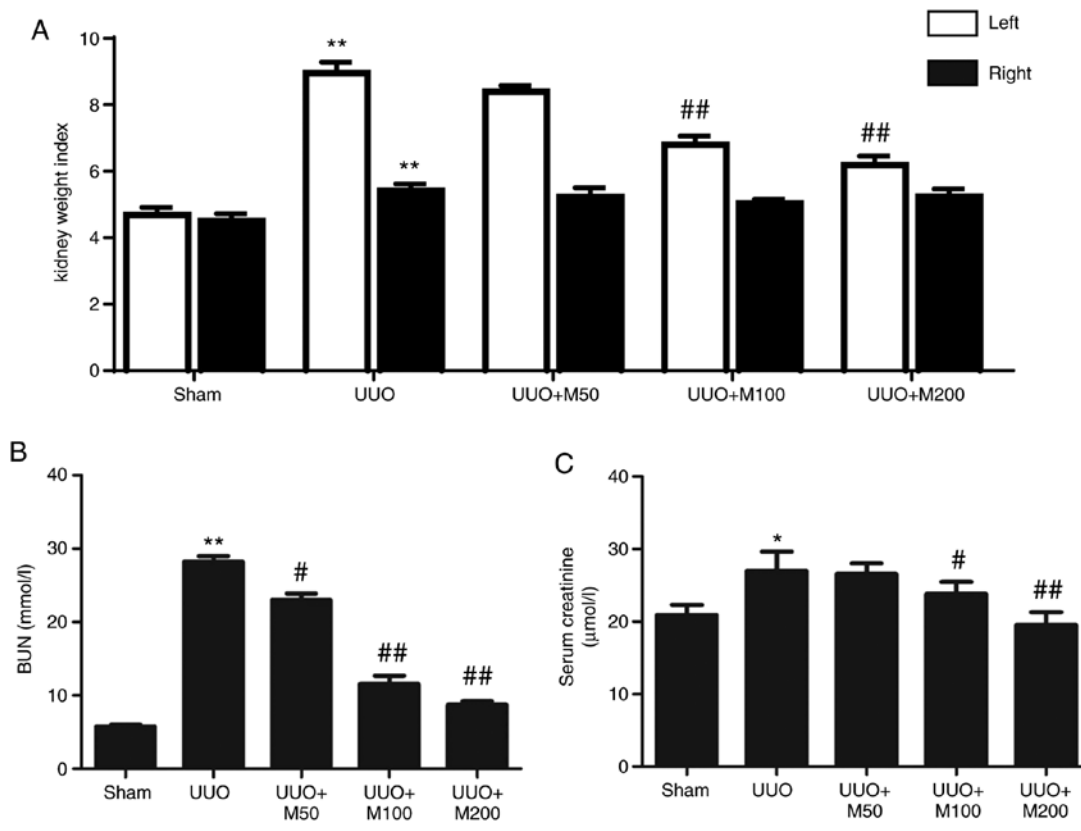 A
Left
Right
kidney weight index
10
8
6
4
2
0
**
**
##
##
Sham
UUO
UUO+M50
UUO+M100
UUO+M200
B
BUN (mmol/l)
40
30
20
10
0
**
#
##
##
Sham
UUO
UUO+
M50
UUO+
M100
UUO+
M200
C
Serum creatinine
(μmol/l)
40
30
20
10
0
*
#
##
Sham
UUO
UUO+
M50
UUO+
M100
UUO+
M200